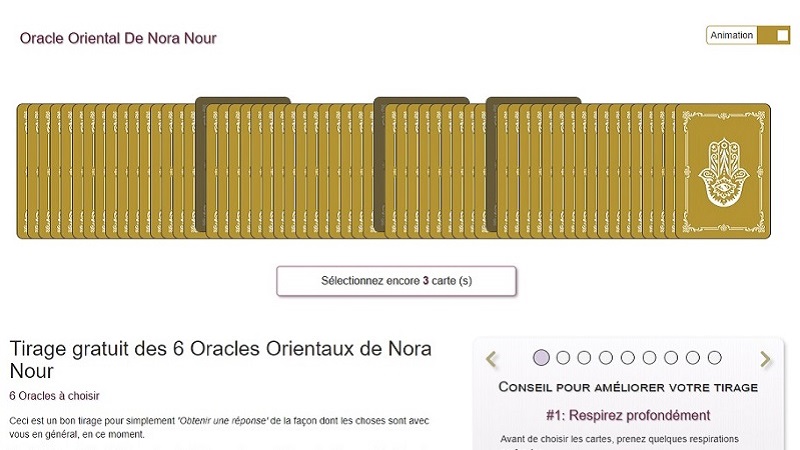 Oracle Oriental De Nora Nour
Animation
Sélectionnez encore 3 carte (s)
Tirage gratuit des 6 Oracles Orientaux de Nora
Nour
6 Oracles à choisir
Ceci est un bon tirage pour simplement 'Obtenir une réponse' de la façon dont les choses sont avec
vous en général, en ce moment.
Conseil pour améliorer votre tirage
#1: Respirez profondément
Avant de choisir les cartes, prenez quelques respirations